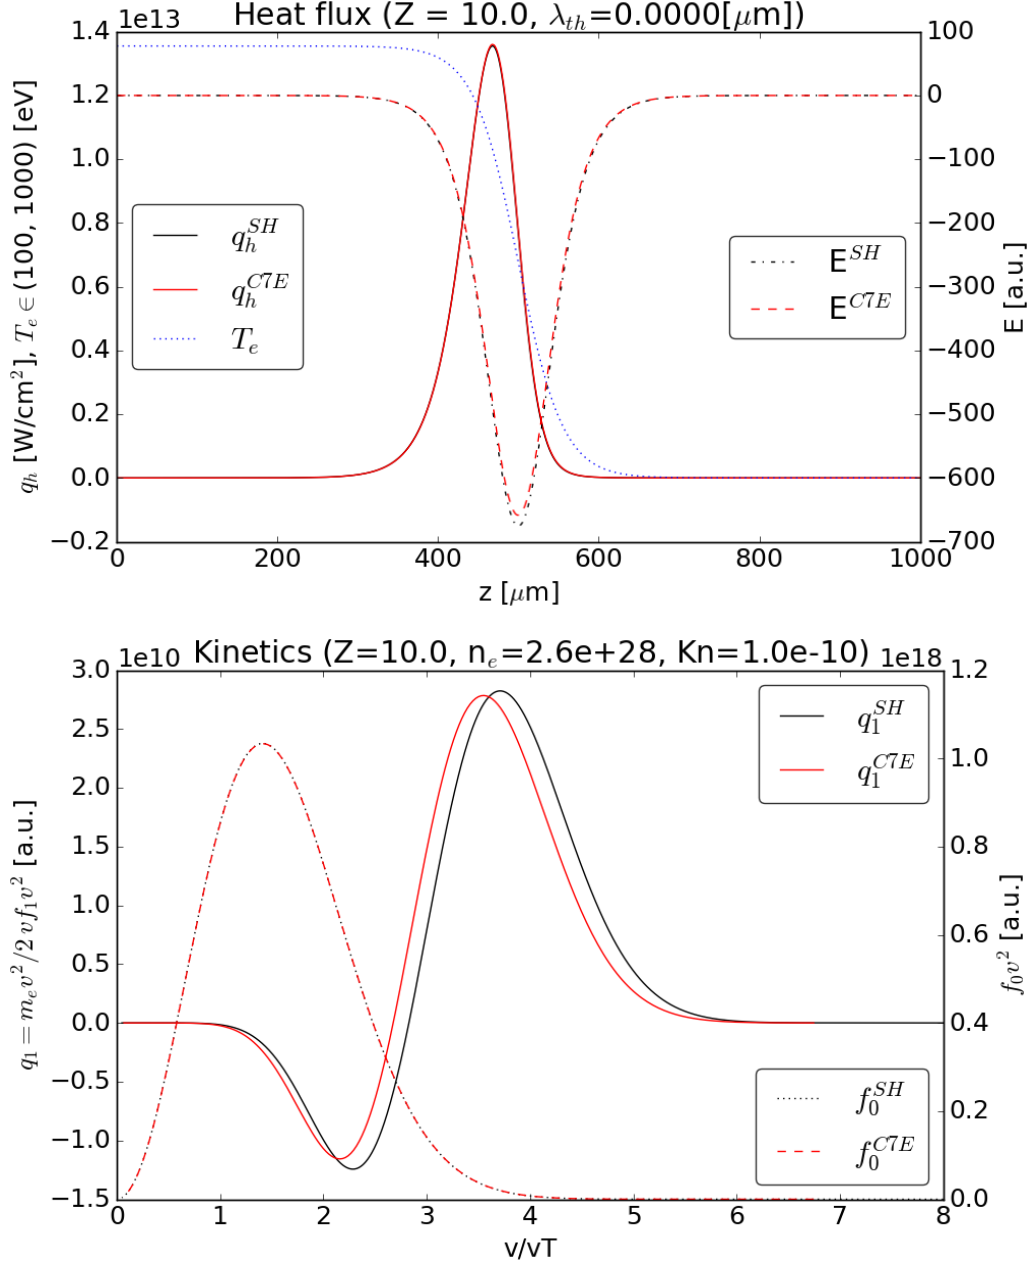 Heat flux (Z = 10.0, λ_th=0.0000[μm])
1e13
1.4
1.2
1.0
0.8
0.6
0.4
0.2
0.0
−0.2
q_h [W/cm²], T_e ∈ (100, 1000) [eV]
q_h^SH
q_h^C7E
T_e
E^SH
E^C7E
100
0
−100
−200
−300
−400
−500
−600
−700
E [a.u.]
0 200 400 600 800 1000
z [μm]
Kinetics (Z=10.0, n_e=2.6e+28, Kn=1.0e-10)
1e10
1e18
3.0
2.5
2.0
1.5
1.0
0.5
0.0
−0.5
−1.0
−1.5
q_1 = m_e v²/2 v f_1 v² [a.u.]
q_1^SH
q_1^C7E
f_0^SH
f_0^C7E
1.2
1.0
0.8
0.6
0.4
0.2
0.0
f_0 v² [a.u.]
0 1 2 3 4 5 6 7 8
v/vT